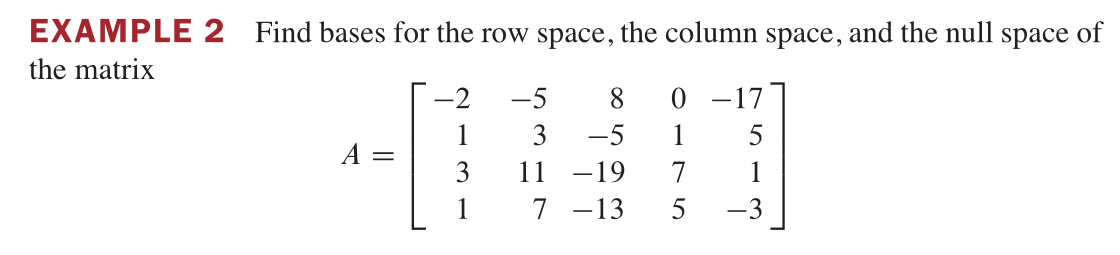 EXAMPLE 2 Find bases for the row space, the column space, and the null space of
the matrix
−2 −5 8 0 −17
1 3 −5 1 5
A =
3 11 −19 7 1
1 7 −13 5 −3